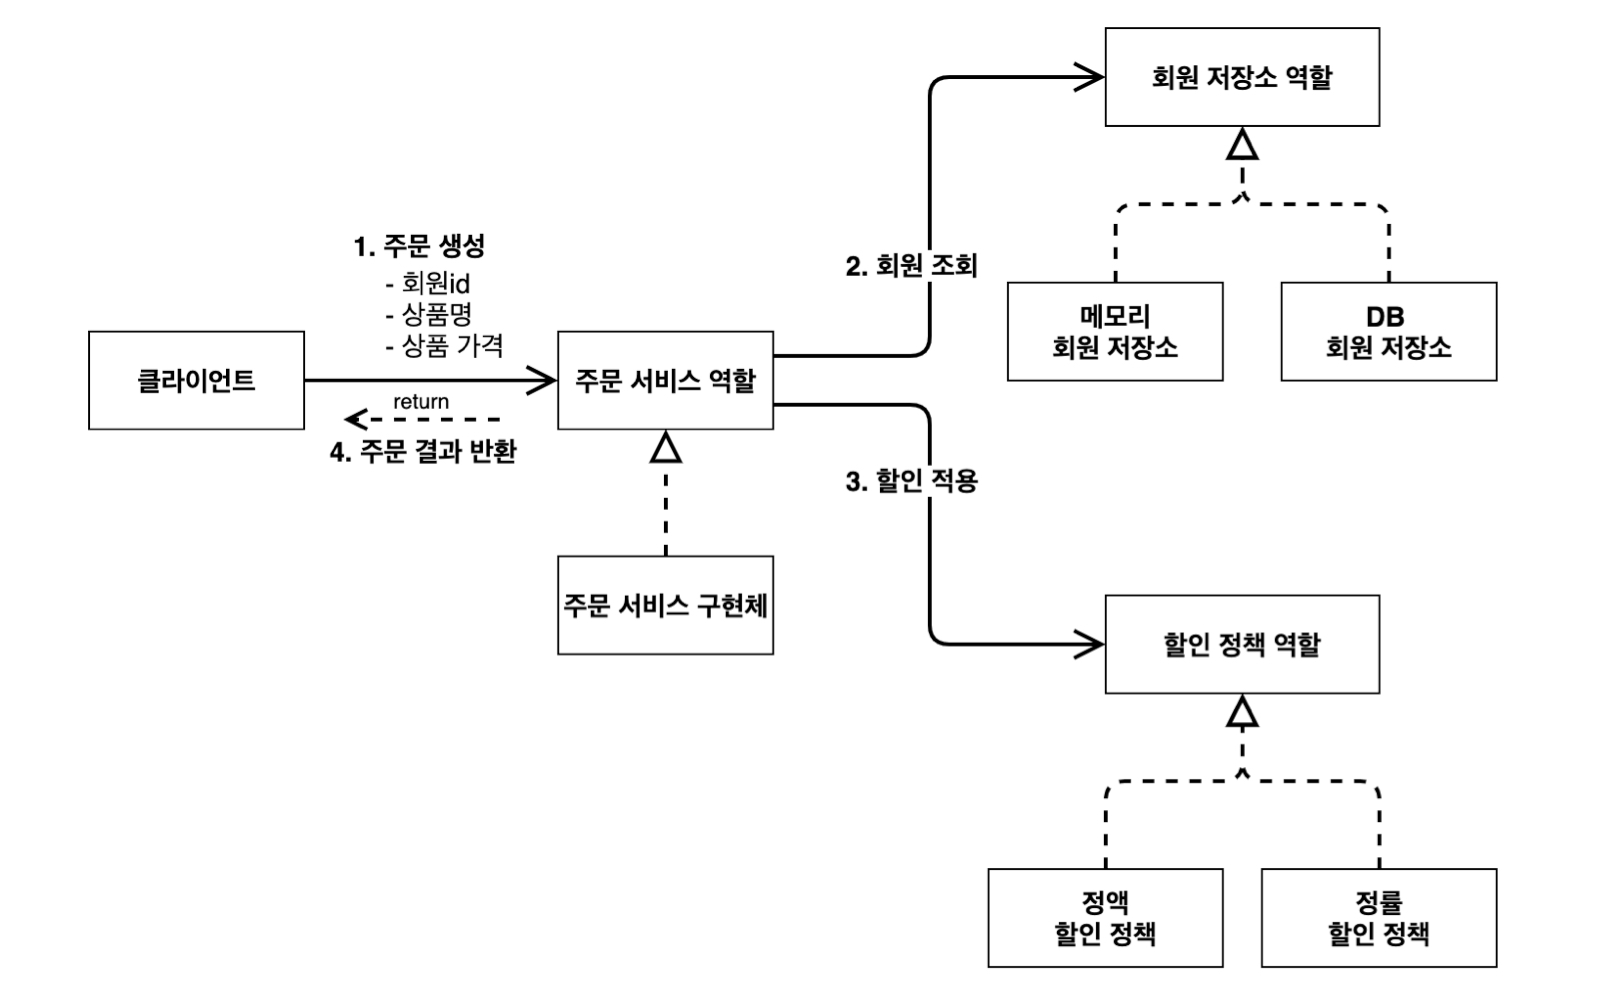 회원 저장소 역할
1. 주문 생성
- 회원id
- 상품명
- 상품 가격
2. 회원 조회
메모리
회원 저장소
DB
회원 저장소
클라이언트
주문 서비스 역할
return
4. 주문 결과 반환
3. 할인 적용
주문 서비스 구현체
할인 정책 역할
정액
할인 정책
정률
할인 정책